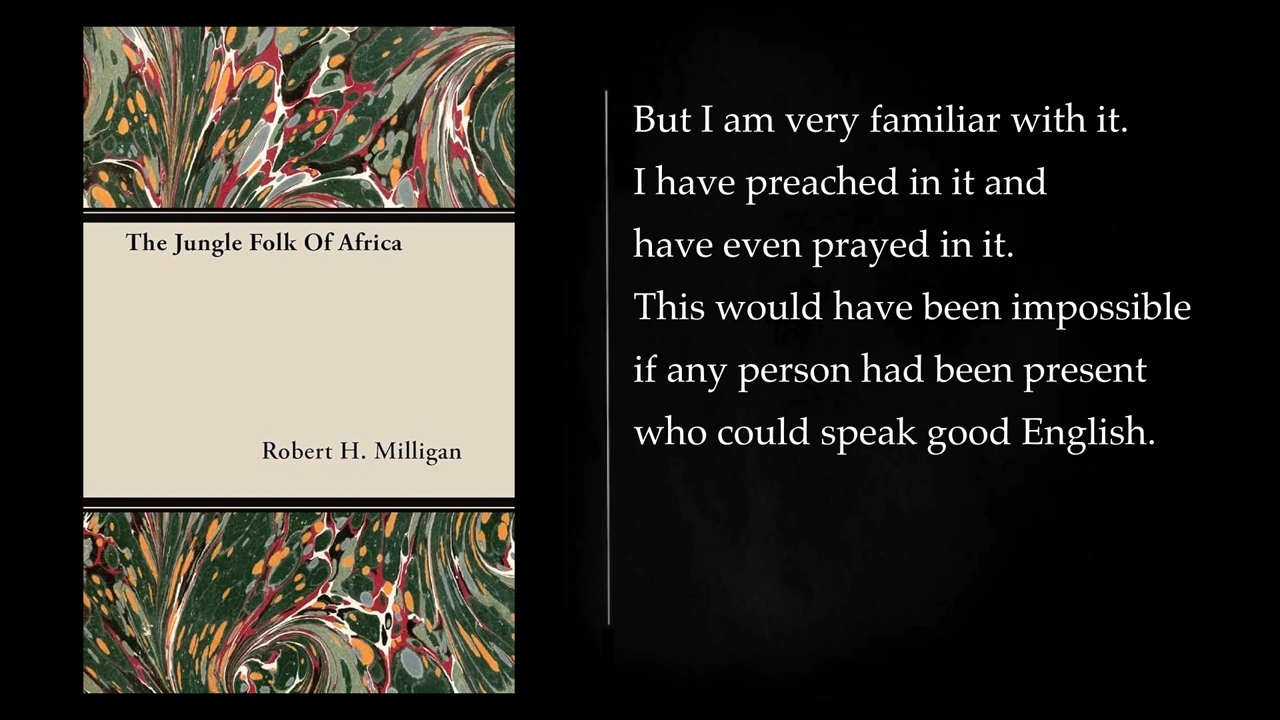 The Jungle Folk Of Africa
Robert H. Milligan
But I am very familiar with it.
I have preached in it and
have even prayed in it.
This would have been impossible
if any person had been present
who could speak good English.